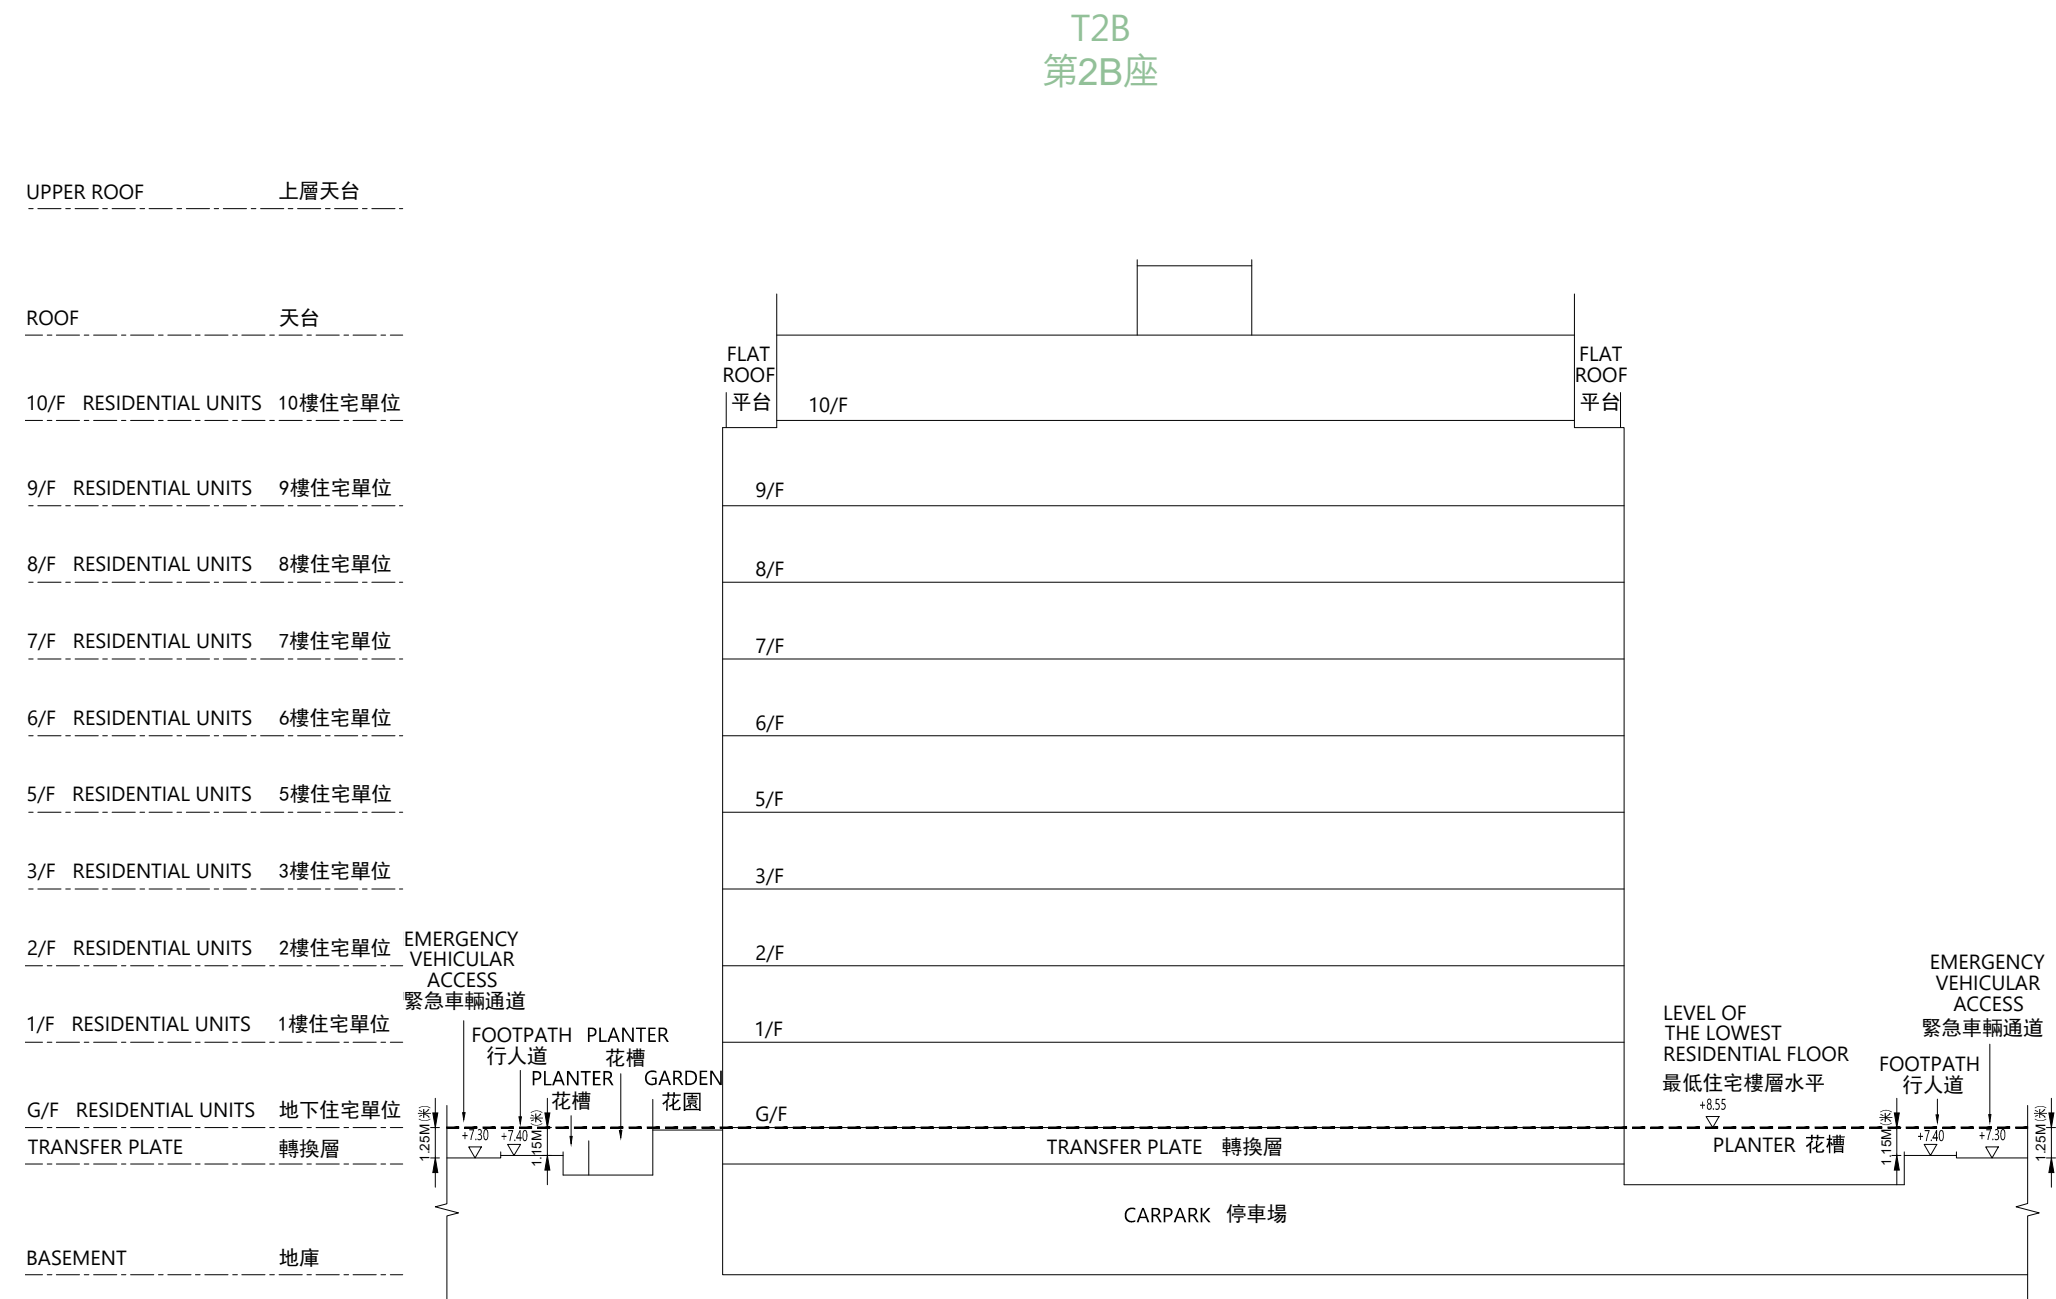 T2B
第2B座
UPPER ROOF 上層天台
ROOF 天台
FLAT
ROOF
平台
FLAT
ROOF
平台
10/F RESIDENTIAL UNITS 10樓住宅單位
10/F
9/F RESIDENTIAL UNITS 9樓住宅單位
9/F
8/F RESIDENTIAL UNITS 8樓住宅單位
8/F
7/F RESIDENTIAL UNITS 7樓住宅單位
7/F
6/F RESIDENTIAL UNITS 6樓住宅單位
6/F
5/F RESIDENTIAL UNITS 5樓住宅單位
5/F
3/F RESIDENTIAL UNITS 3樓住宅單位
3/F
2/F RESIDENTIAL UNITS 2樓住宅單位
2/F
1/F RESIDENTIAL UNITS 1樓住宅單位
1/F
G/F RESIDENTIAL UNITS 地下住宅單位
G/F
TRANSFER PLATE 轉換層
TRANSFER PLATE 轉換層
CARPARK 停車場
BASEMENT 地庫
EMERGENCY
VEHICULAR
ACCESS
緊急車輛通道
FOOTPATH
行人道
PLANTER
花槽
PLANTER
花槽
GARDEN
花園
1.25M(米)
+7.30
+7.40
1.15M(米)
LEVEL OF
THE LOWEST
RESIDENTIAL FLOOR
最低住宅樓層水平
+8.55
PLANTER 花槽
EMERGENCY
VEHICULAR
ACCESS
緊急車輛通道
FOOTPATH
行人道
1.15M(米)
+7.40
+7.30
1.25M(米)